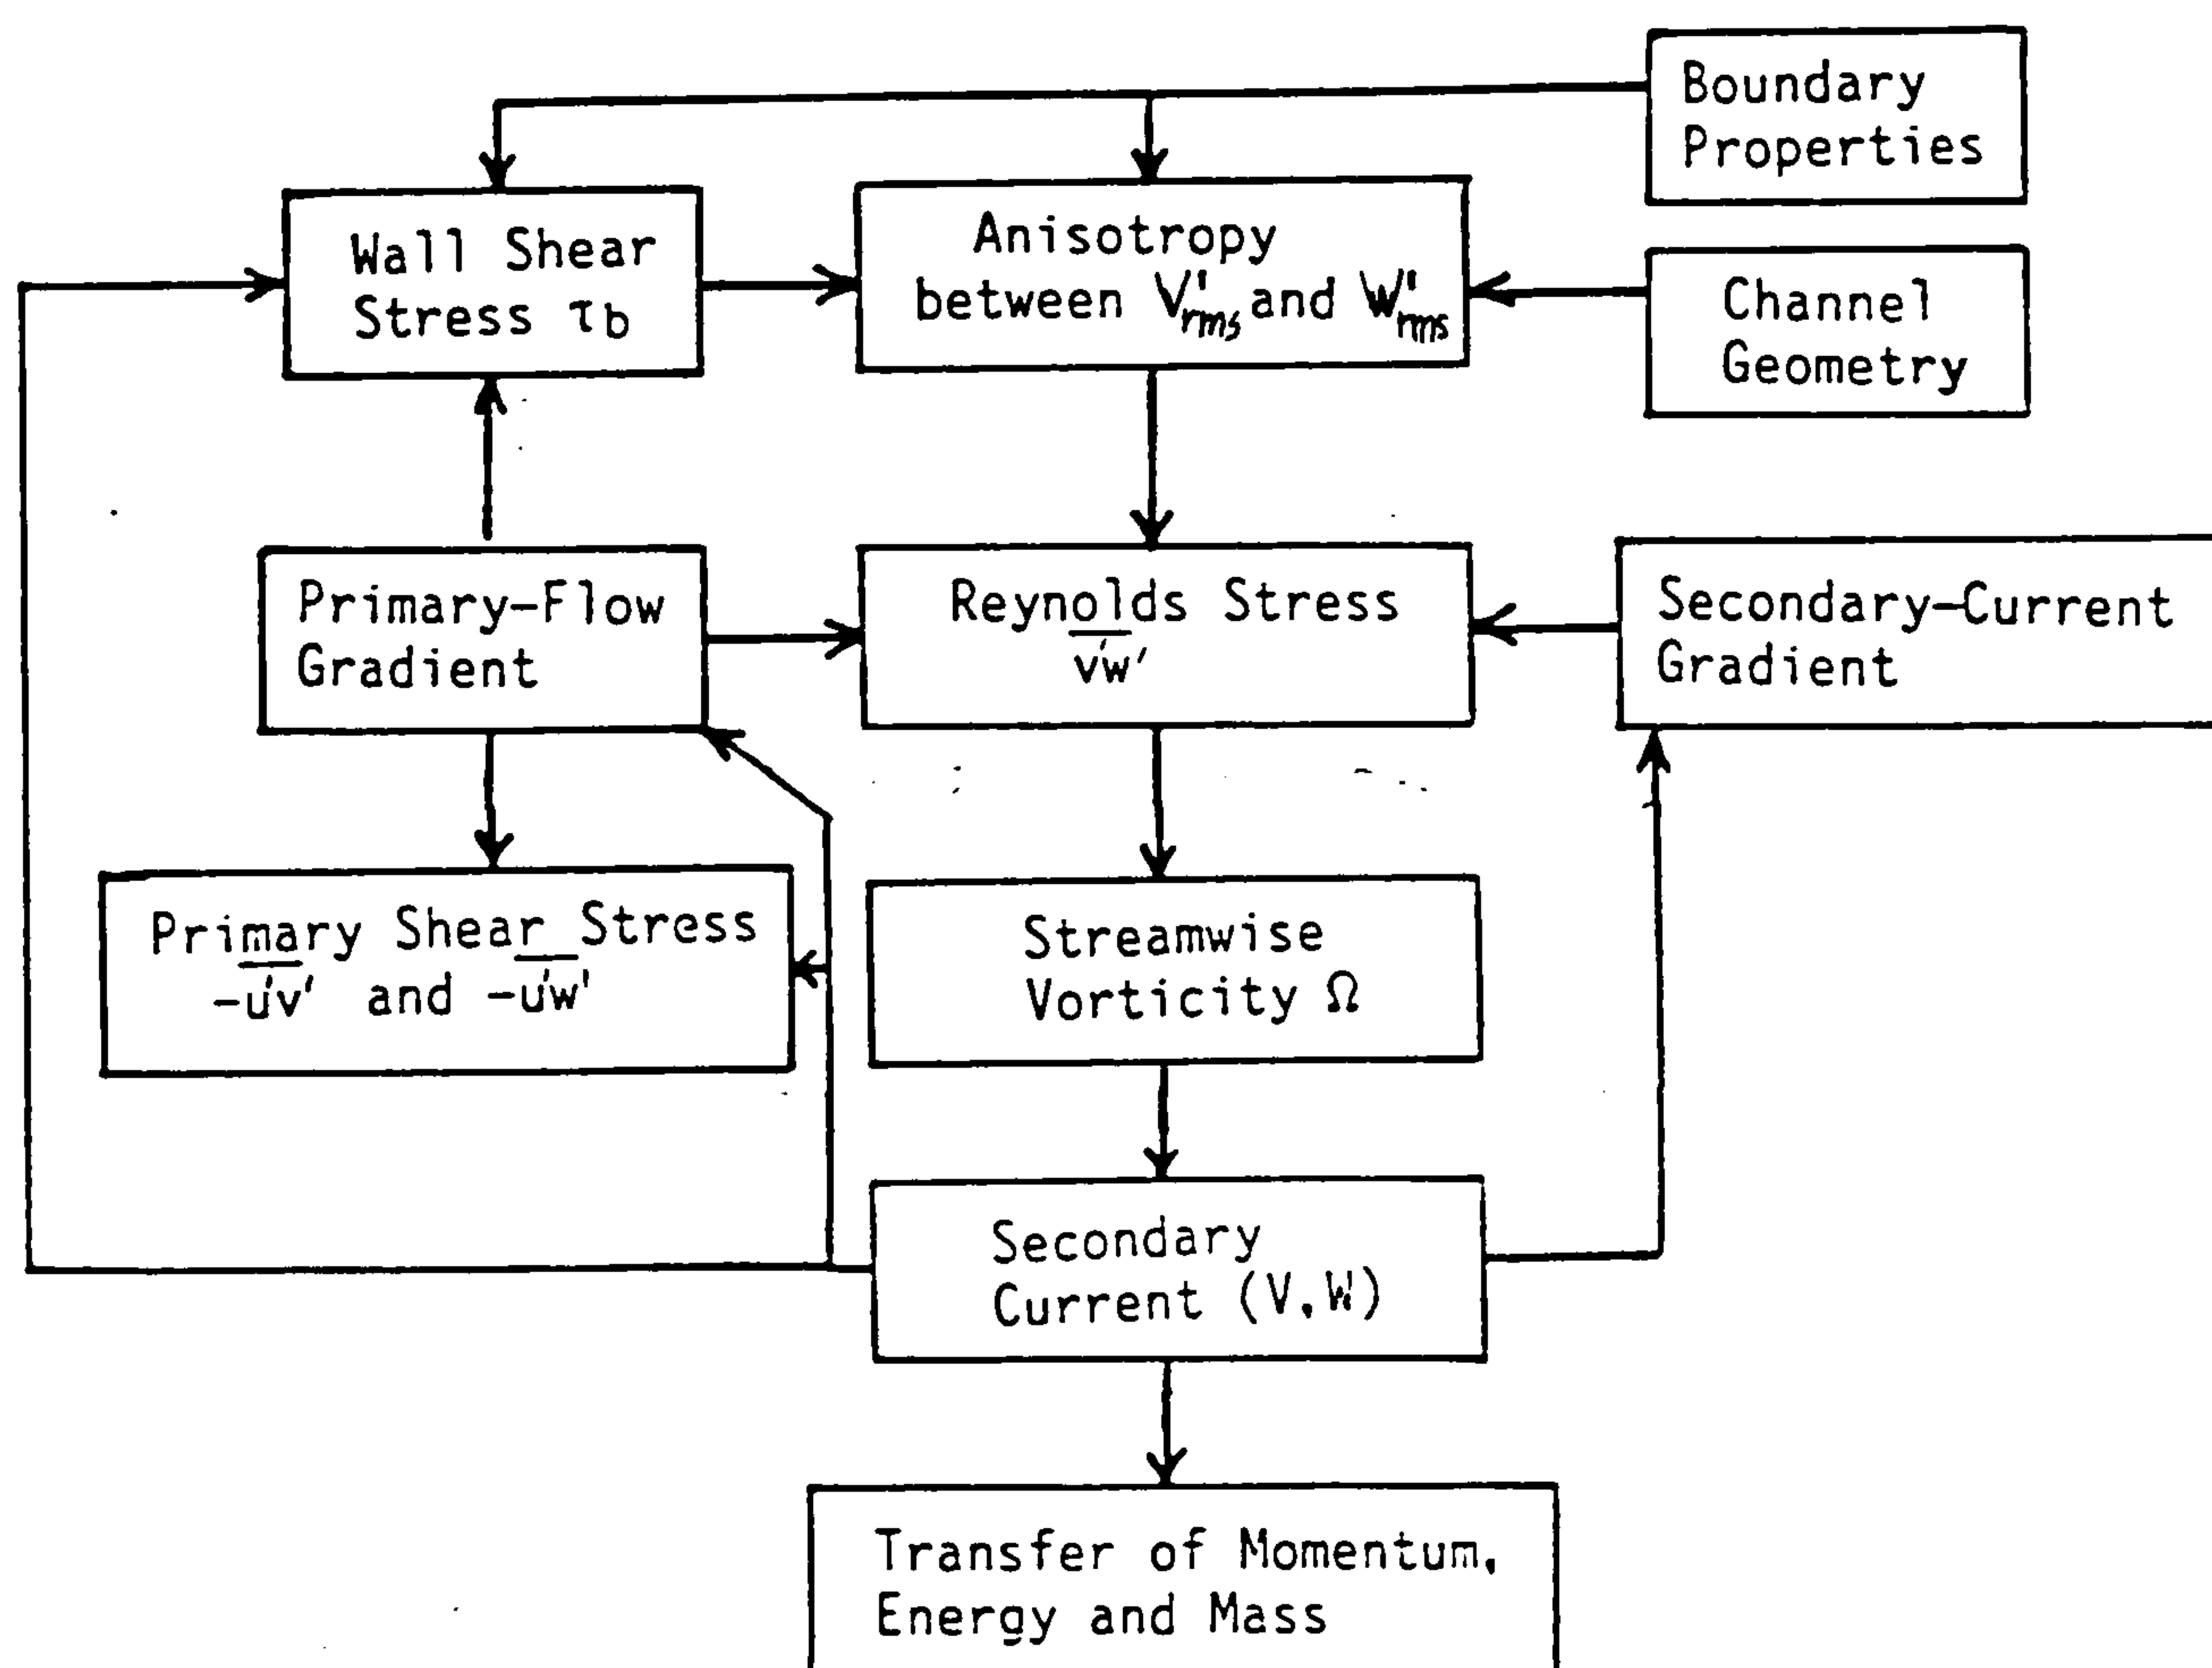 Boundary
Properties
Wall Shear
Stress τb
Anisotropy
between V'rms and W'rms
Channel
Geometry
Primary-Flow
Gradient
Reynolds Stress
v'w'
Secondary-Current
Gradient
Primary Shear Stress
-u'v' and -u'w'
Streamwise
Vorticity Ω
Secondary
Current (V,W)
Transfer of Momentum,
Energy and Mass